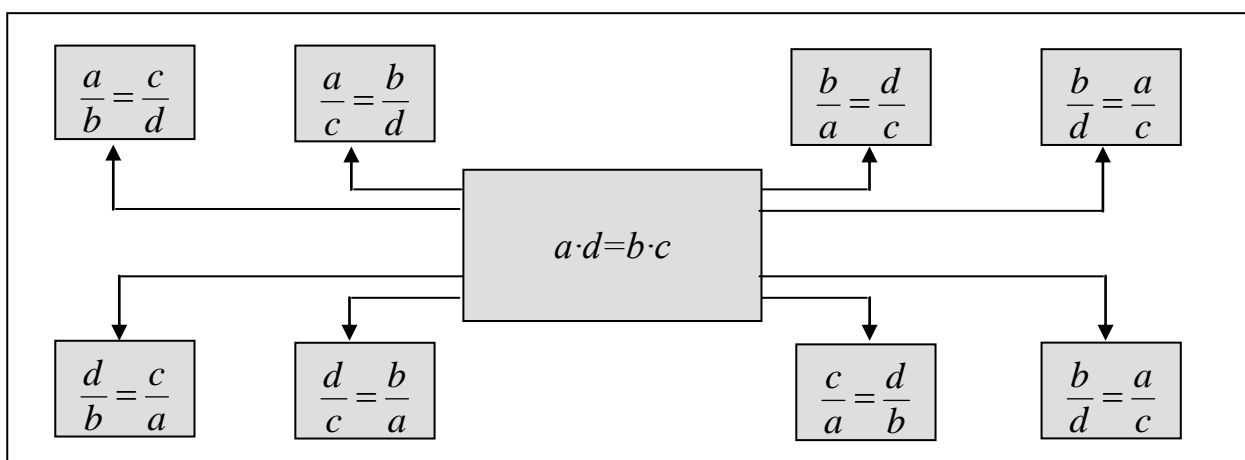 a/b = c/d
a/c = b/d
b/a = d/c
b/d = a/c
a·d=b·c
d/b = c/a
d/c = b/a
c/a = d/b
b/d = a/c